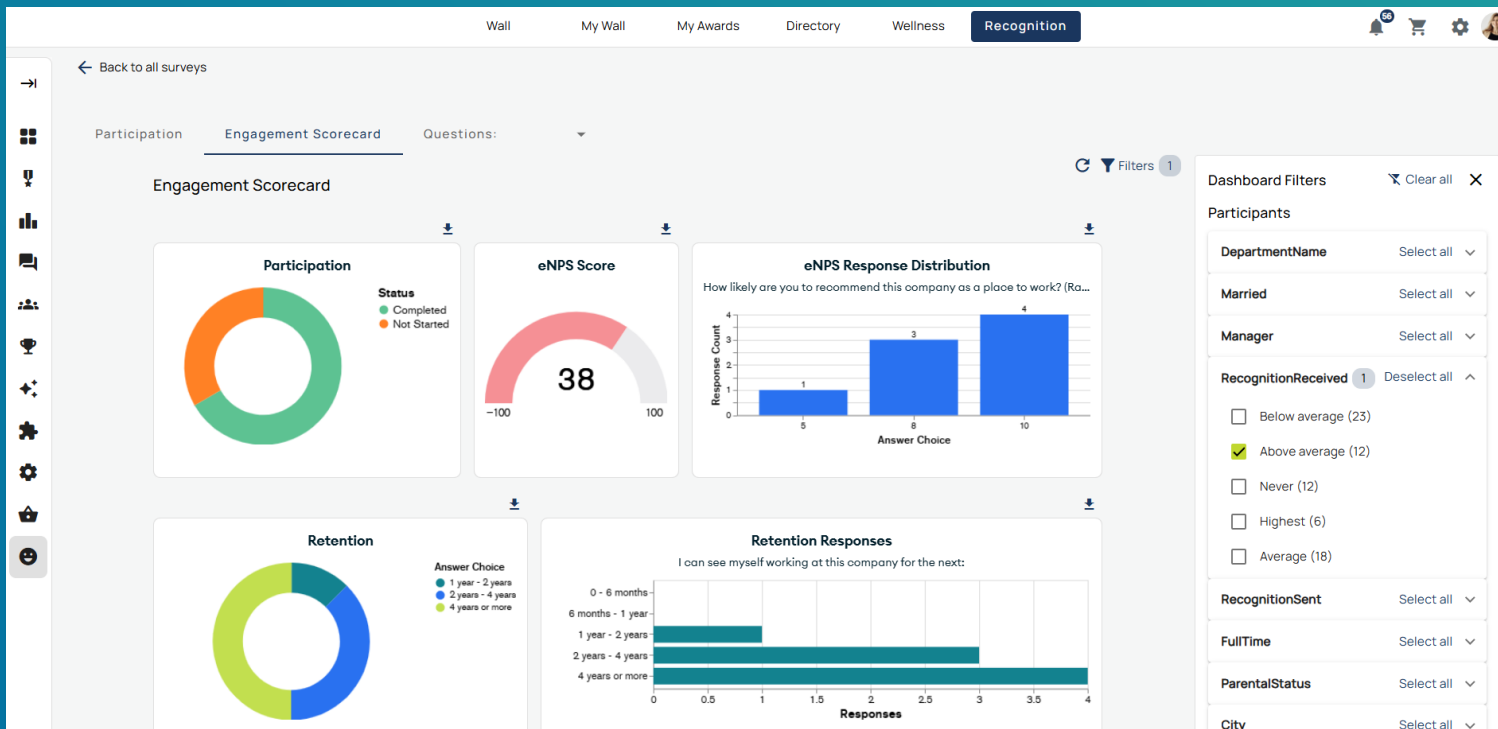 Wall My Wall My Awards Directory Wellness Recognition 56
Back to all surveys
Participation Engagement Scorecard Questions:
Filters 1
Engagement Scorecard
Participation
Status
Completed
Not Started
eNPS Score
38
−100 100
eNPS Response Distribution
How likely are you to recommend this company as a place to work? (Ra...
Response Count
4
3
2
1
0
1
3
4
5 8 10
Answer Choice
Retention
Answer Choice
1 year - 2 years
2 years - 4 years
4 years or more
Retention Responses
I can see myself working at this company for the next:
0 - 6 months
6 months - 1 year
1 year - 2 years
2 years - 4 years
4 years or more
0 0.5 1 1.5 2 2.5 3 3.5 4
Responses
Dashboard Filters Clear all
Participants
DepartmentName Select all
Married Select all
Manager Select all
RecognitionReceived 1 Deselect all
Below average (23)
Above average (12)
Never (12)
Highest (6)
Average (18)
RecognitionSent Select all
FullTime Select all
ParentalStatus Select all
City Select all